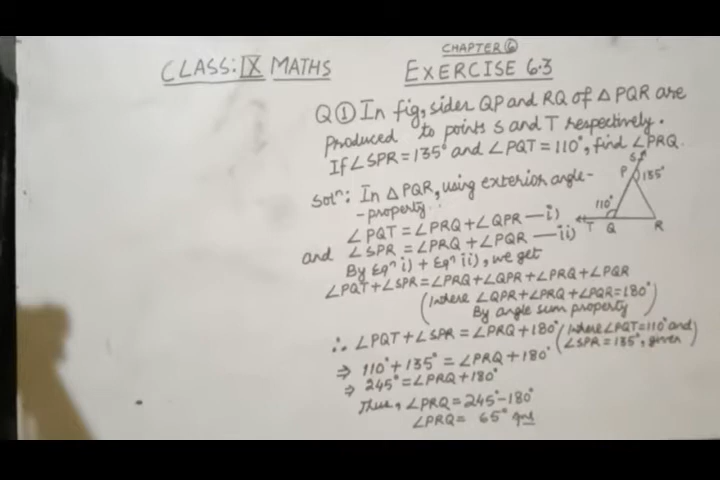 CHAPTER 6
CLASS: IX MATHS
EXERCISE 6.3
Q 1 In fig, sides QP and RQ of △PQR are
produced to points S and T respectively.
If ∠SPR = 135° and ∠PQT = 110°, find ∠PRQ.
Solⁿ: In △PQR, using exterior angle-
-property.
∠PQT = ∠PRQ + ∠QPR — i)
and ∠SPR = ∠PRQ + ∠PQR — ii)
By Eqⁿ i) + Eqⁿ ii), we get
∠PQT + ∠SPR = ∠PRQ + ∠QPR + ∠PRQ + ∠PQR
(where ∠QPR + ∠PRQ + ∠PQR = 180°)
By angle sum property
∴ ∠PQT + ∠SPR = ∠PRQ + 180° (where ∠PQT = 110° and
∠SPR = 135°, given)
⇒ 110° + 135° = ∠PRQ + 180°
⇒ 245° = ∠PRQ + 180°
Thus, ∠PRQ = 245° - 180°
∠PRQ = 65° ans
S
P 135°
110°
T Q R